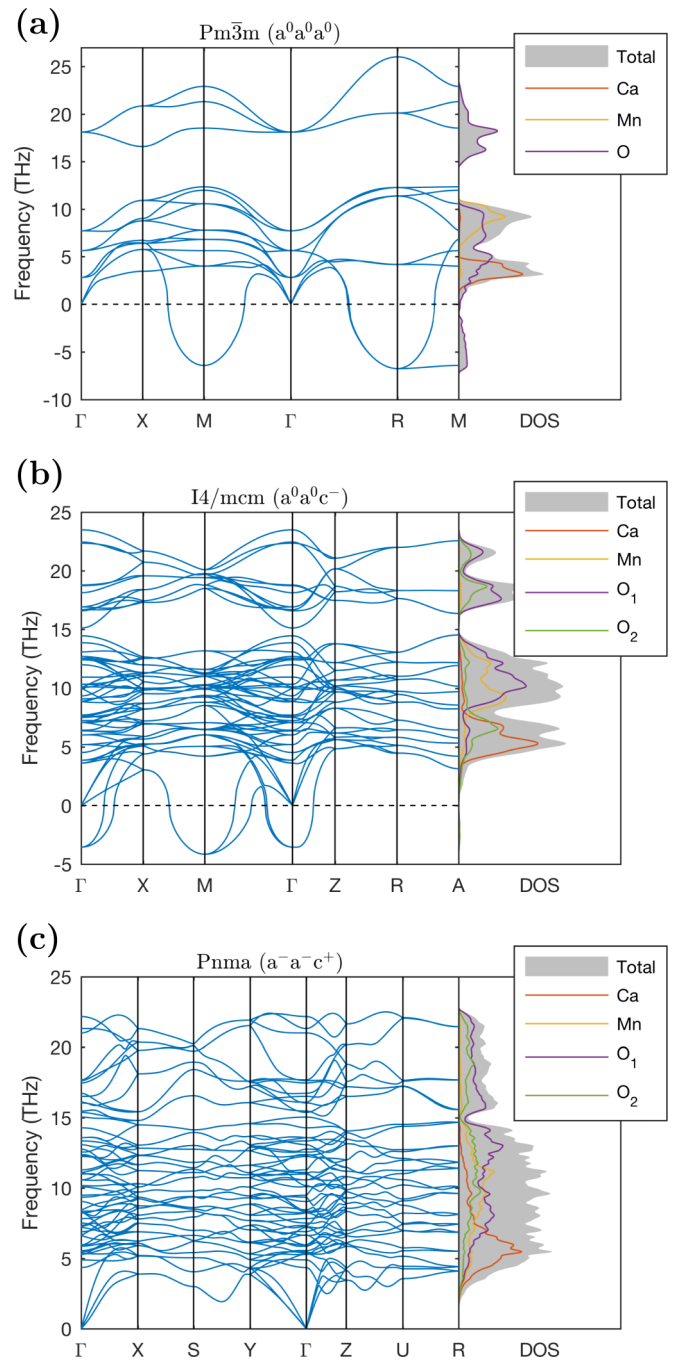 (a)
Pm3̅m (a⁰a⁰a⁰)
25
20
15
10
5
0
-5
-10
Frequency (THz)
Γ X M Γ R M DOS
Total
Ca
Mn
O
(b)
I4/mcm (a⁰a⁰c⁻)
25
20
15
10
5
0
-5
Frequency (THz)
Γ X M Γ Z R A DOS
Total
Ca
Mn
O₁
O₂
(c)
Pnma (a⁻a⁻c⁺)
25
20
15
10
5
0
Frequency (THz)
Γ X S Y Γ Z U R DOS
Total
Ca
Mn
O₁
O₂